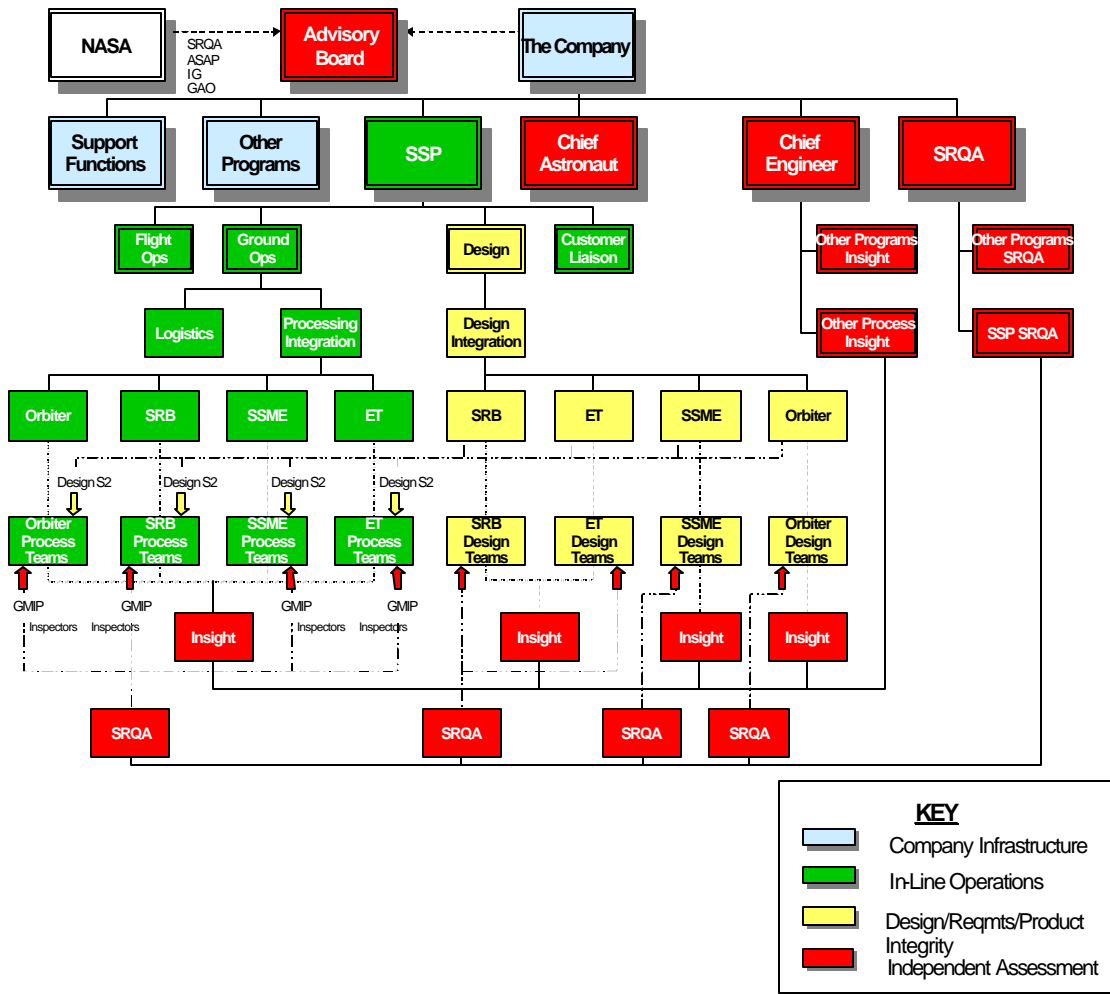 NASA
SRQA
ASAP
IG
GAO
Advisory
Board
The Company
Support
Functions
Other
Programs
SSP
Chief
Astronaut
Chief
Engineer
SRQA
Flight
Ops
Ground
Ops
Design
Customer
Liaison
Other Programs
Insight
Other Programs
SRQA
Logistics
Processing
Integration
Design
Integration
Other Process
Insight
SSP SRQA
Orbiter
SRB
SSME
ET
SRB
ET
SSME
Orbiter
Design S2
Design S2
Design S2
Design S2
Orbiter
Process
Teams
SRB
Process
Teams
SSME
Process
Teams
ET
Process
Teams
SRB
Design
Teams
ET
Design
Teams
SSME
Design
Teams
Orbiter
Design
Teams
GMIP
Inspectors
GMIP
Inspectors
GMIP
Inspectors
GMIP
Inspectors
Insight
Insight
Insight
Insight
SRQA
SRQA
SRQA
SRQA
KEY
Company Infrastructure
In-Line Operations
Design/Reqmts/Product
Integrity
Independent Assessment